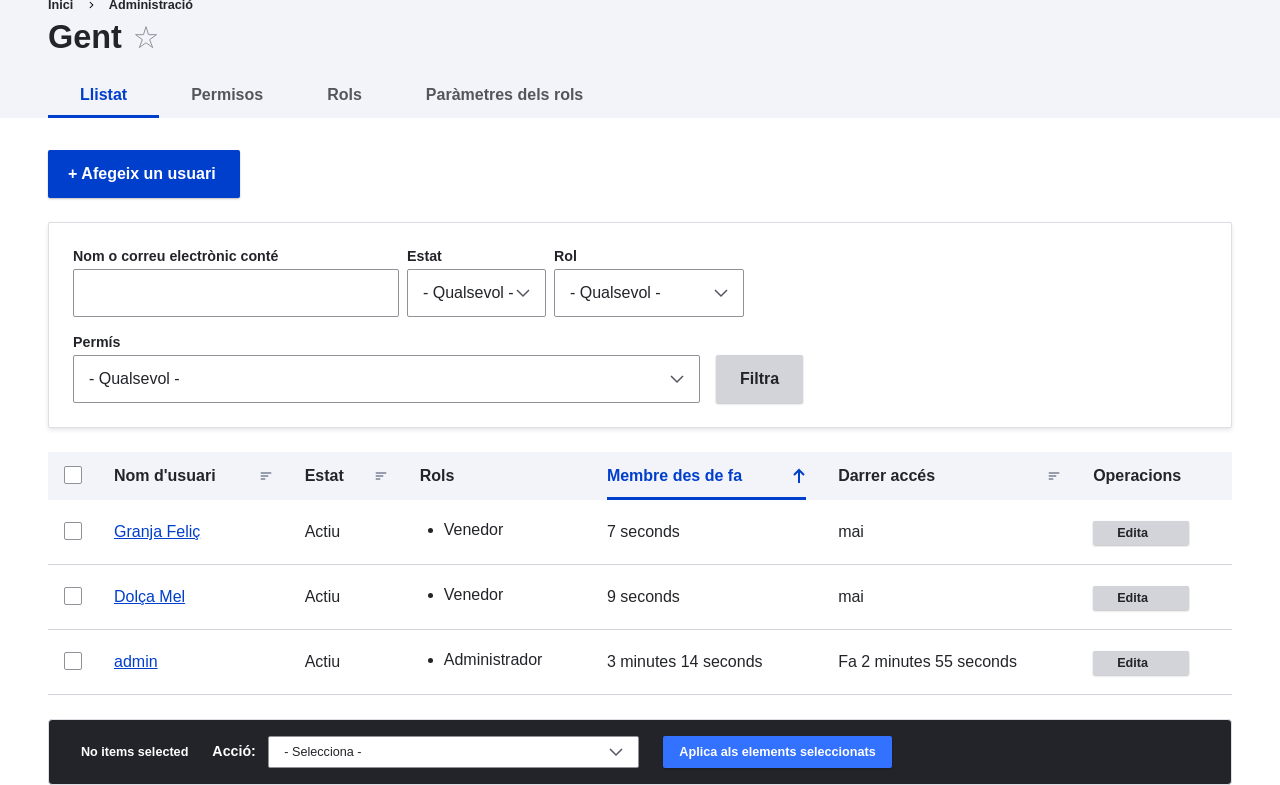 Inici › Administració
Gent ☆
Llistat Permisos Rols Paràmetres dels rols
+ Afegeix un usuari
Nom o correu electrònic conté Estat Rol
- Qualsevol - - Qualsevol -
Permís
- Qualsevol - Filtra
Nom d'usuari Estat Rols Membre des de fa Darrer accés Operacions
Granja Feliç Actiu • Venedor 7 seconds mai Edita
Dolça Mel Actiu • Venedor 9 seconds mai Edita
admin Actiu • Administrador 3 minutes 14 seconds Fa 2 minutes 55 seconds Edita
No items selected Acció: - Selecciona - Aplica als elements seleccionats